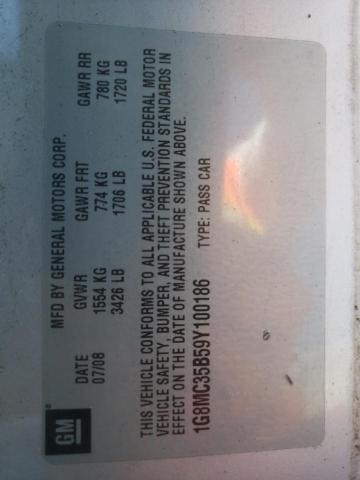 GM
MFD BY GENERAL MOTORS CORP.
DATE GVWR GAWR FRT GAWR RR
07/08 1554 KG 774 KG 780 KG
3426 LB 1706 LB 1720 LB
THIS VEHICLE CONFORMS TO ALL APPLICABLE U.S. FEDERAL MOTOR
VEHICLE SAFETY, BUMPER, AND THEFT PREVENTION STANDARDS IN
EFFECT ON THE DATE OF MANUFACTURE SHOWN ABOVE.
1G8MC35B59Y100186 TYPE: PASS CAR